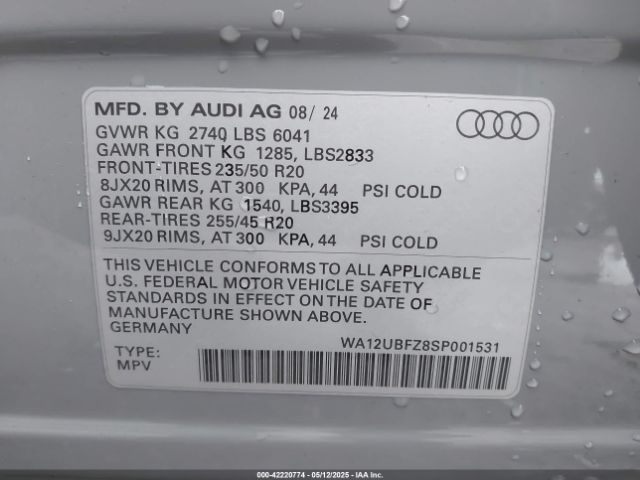 MFD. BY AUDI AG 08/ 24
GVWR KG 2740 LBS 6041
GAWR FRONT KG 1285, LBS2833
FRONT-TIRES 235/50 R20
8JX20 RIMS, AT 300 KPA, 44 PSI COLD
GAWR REAR KG 1540, LBS3395
REAR-TIRES 255/45 R20
9JX20 RIMS, AT 300 KPA, 44 PSI COLD
THIS VEHICLE CONFORMS TO ALL APPLICABLE
U.S. FEDERAL MOTOR VEHICLE SAFETY
STANDARDS IN EFFECT ON THE DATE OF
MANUFACTURE SHOWN ABOVE.
GERMANY
WA12UBFZ8SP001531
TYPE:
MPV
000-42220774 - 05/12/2025 - IAAI, Inc.